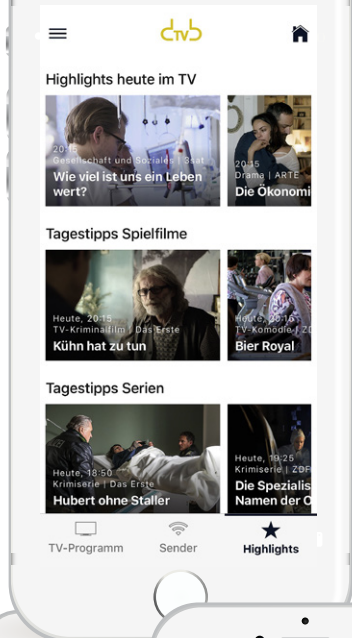 dTVb
Highlights heute im TV
20:15
Gesellschaft und Soziales | 3sat
Wie viel ist uns ein Leben
wert?
20:15
Drama | ARTE
Die Ökonomi
Tagestipps Spielfilme
Heute, 20:15
TV-Kriminalfilm | Das Erste
Kühn hat zu tun
Heute, 20:15
TV-Komödie | ZD
Bier Royal
Tagestipps Serien
Heute, 18:50
Krimiserie | Das Erste
Hubert ohne Staller
Heute, 19:25
Krimiserie | ZDF
Die Spezialis
Namen der O
TV-Programm
Sender
Highlights